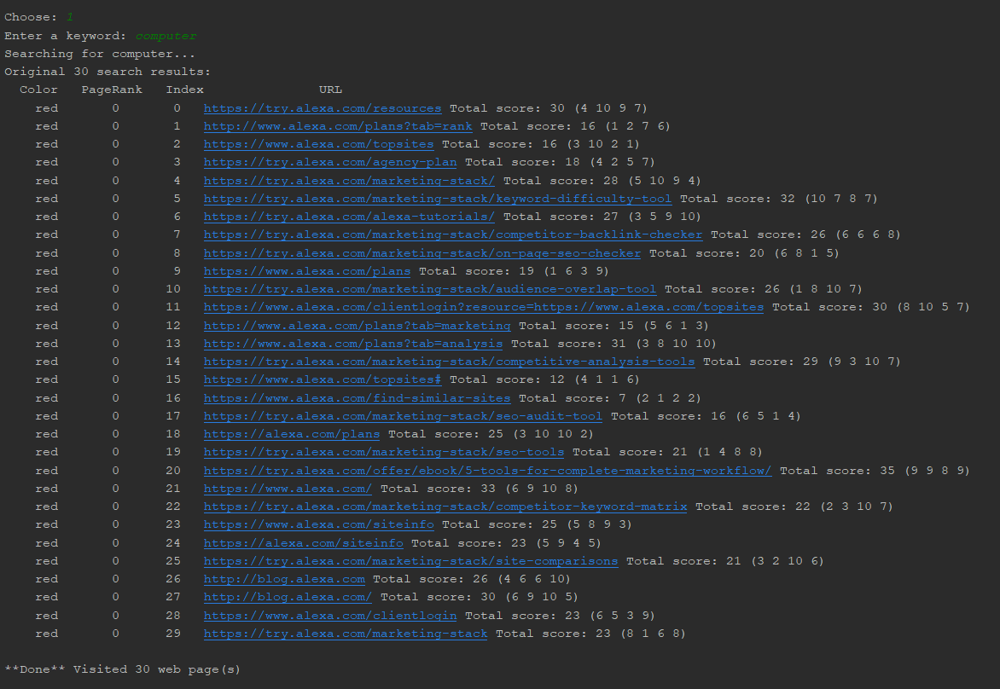 Choose: 1
Enter a keyword: computer
Searching for computer...
Original 30 search results:
Color PageRank Index URL
red 0 0 https://try.alexa.com/resources Total score: 30 (4 10 9 7)
red 0 1 http://www.alexa.com/plans?tab=rank Total score: 16 (1 2 7 6)
red 0 2 https://www.alexa.com/topsites Total score: 16 (3 10 2 1)
red 0 3 https://try.alexa.com/agency-plan Total score: 18 (4 2 5 7)
red 0 4 https://try.alexa.com/marketing-stack/ Total score: 28 (5 10 9 4)
red 0 5 https://try.alexa.com/marketing-stack/keyword-difficulty-tool Total score: 32 (10 7 8 7)
red 0 6 https://try.alexa.com/alexa-tutorials/ Total score: 27 (3 5 9 10)
red 0 7 https://try.alexa.com/marketing-stack/competitor-backlink-checker Total score: 26 (6 6 6 8)
red 0 8 https://try.alexa.com/marketing-stack/on-page-seo-checker Total score: 20 (6 8 1 5)
red 0 9 https://www.alexa.com/plans Total score: 19 (1 6 3 9)
red 0 10 https://try.alexa.com/marketing-stack/audience-overlap-tool Total score: 26 (1 8 10 7)
red 0 11 https://www.alexa.com/clientlogin?resource=https://www.alexa.com/topsites Total score: 30 (8 10 5 7)
red 0 12 http://www.alexa.com/plans?tab=marketing Total score: 15 (5 6 1 3)
red 0 13 http://www.alexa.com/plans?tab=analysis Total score: 31 (3 8 10 10)
red 0 14 https://try.alexa.com/marketing-stack/competitive-analysis-tools Total score: 29 (9 3 10 7)
red 0 15 https://www.alexa.com/topsites# Total score: 12 (4 1 1 6)
red 0 16 https://www.alexa.com/find-similar-sites Total score: 7 (2 1 2 2)
red 0 17 https://try.alexa.com/marketing-stack/seo-audit-tool Total score: 16 (6 5 1 4)
red 0 18 https://alexa.com/plans Total score: 25 (3 10 10 2)
red 0 19 https://try.alexa.com/marketing-stack/seo-tools Total score: 21 (1 4 8 8)
red 0 20 https://try.alexa.com/offer/ebook/5-tools-for-complete-marketing-workflow/ Total score: 35 (9 9 8 9)
red 0 21 https://www.alexa.com/ Total score: 33 (6 9 10 8)
red 0 22 https://try.alexa.com/marketing-stack/competitor-keyword-matrix Total score: 22 (2 3 10 7)
red 0 23 https://www.alexa.com/siteinfo Total score: 25 (5 8 9 3)
red 0 24 https://alexa.com/siteinfo Total score: 23 (5 9 4 5)
red 0 25 https://try.alexa.com/marketing-stack/site-comparisons Total score: 21 (3 2 10 6)
red 0 26 http://blog.alexa.com Total score: 26 (4 6 6 10)
red 0 27 http://blog.alexa.com/ Total score: 30 (6 9 10 5)
red 0 28 https://www.alexa.com/clientlogin Total score: 23 (6 5 3 9)
red 0 29 https://try.alexa.com/marketing-stack Total score: 23 (8 1 6 8)
**Done** Visited 30 web page(s)